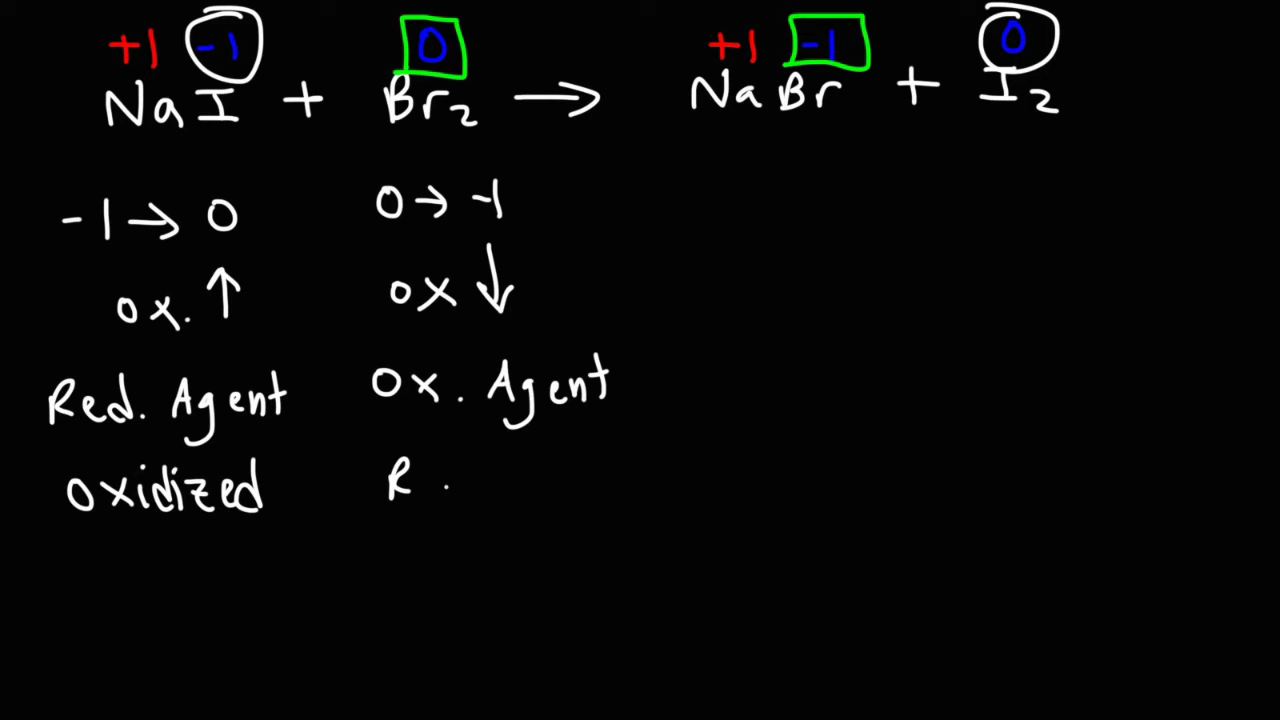 +1 -1 0 +1 -1 0
NaI + Br2 → NaBr + I2
-1 → 0 0 → -1
ox. ↑ ox ↓
Red. Agent ox. Agent
oxidized R